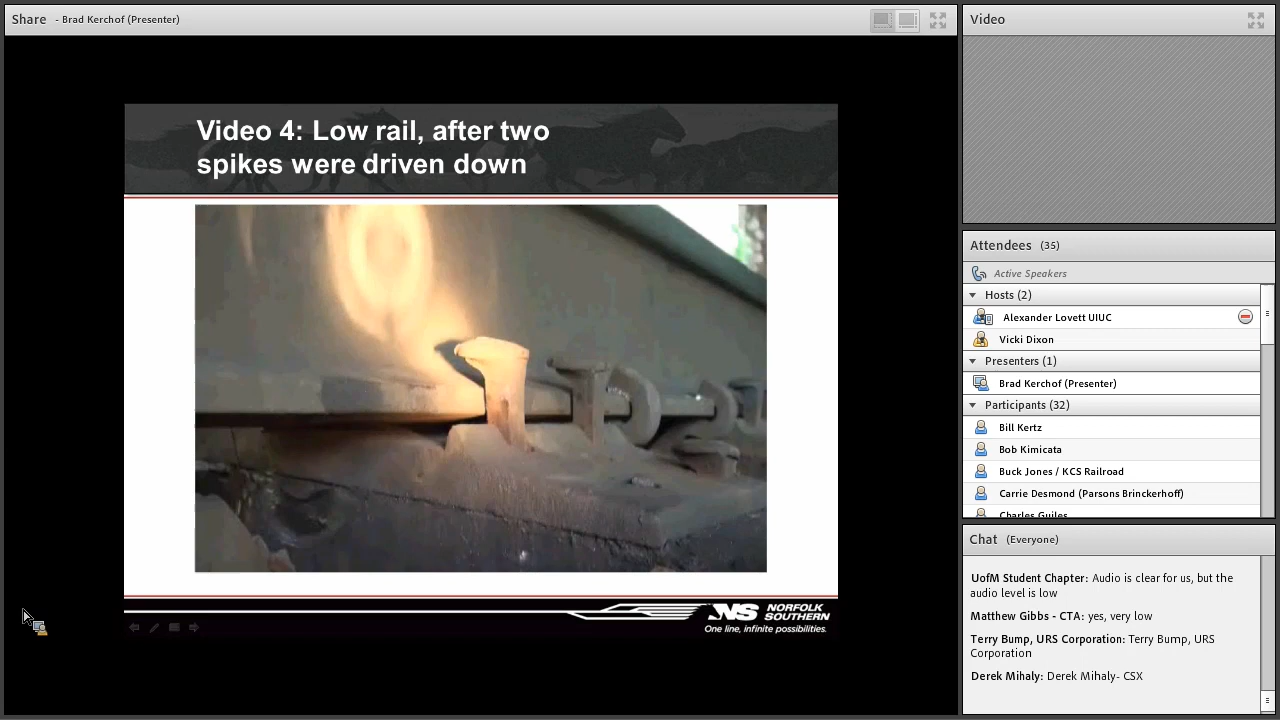 Share - Brad Kerchof (Presenter)
Video 4: Low rail, after two
spikes were driven down
NS NORFOLK
SOUTHERN
One line, infinite possibilities.
Video
Attendees (35)
Active Speakers
Hosts (2)
Alexander Lovett UIUC
Vicki Dixon
Presenters (1)
Brad Kerchof (Presenter)
Participants (32)
Bill Kertz
Bob Kimicata
Buck Jones / KCS Railroad
Carrie Desmond (Parsons Brinckerhoff)
Charles Guiles
Chat (Everyone)
UofM Student Chapter: Audio is clear for us, but the
audio level is low
Matthew Gibbs - CTA: yes, very low
Terry Bump, URS Corporation: Terry Bump, URS
Corporation
Derek Mihaly: Derek Mihaly- CSX